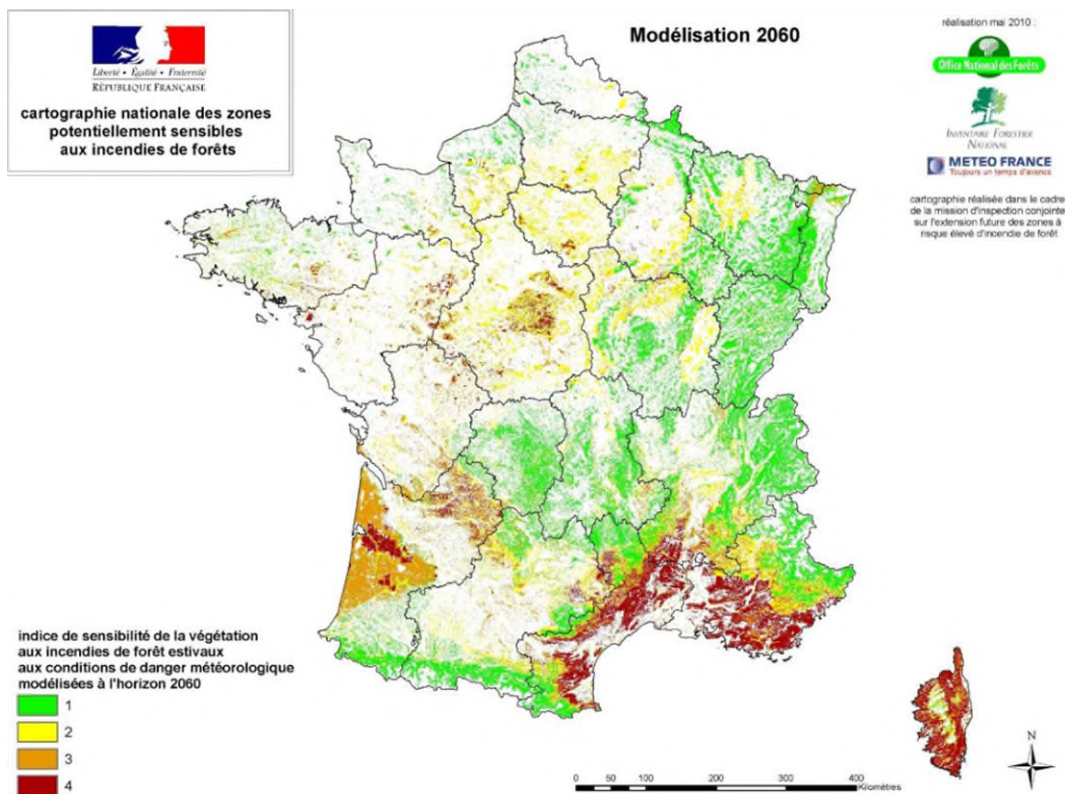 Liberté • Égalité • Fraternité
RÉPUBLIQUE FRANÇAISE
cartographie nationale des zones
potentiellement sensibles
aux incendies de forêts
Modélisation 2060
réalisation mai 2010 :
Office National des Forêts
INVENTAIRE FORESTIER
NATIONAL
METEO FRANCE
Toujours un temps d'avance
cartographie réalisée dans le cadre
de la mission d'inspection conjointe
sur l'extension future des zones à
risque élevé d'incendie de forêt
indice de sensibilité de la végétation
aux incendies de forêt estivaux
aux conditions de danger météorologique
modélisées à l'horizon 2060
1
2
3
4
N
0 50 100 200 300 400
Kilomètres